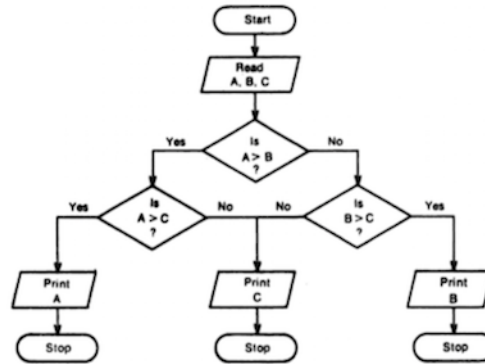 Start
Read
A, B, C
Is
A > B
?
Yes
No
Is
A > C
?
Yes
No
No
Is
B > C
?
Yes
Print
A
Print
C
Print
B
Stop
Stop
Stop